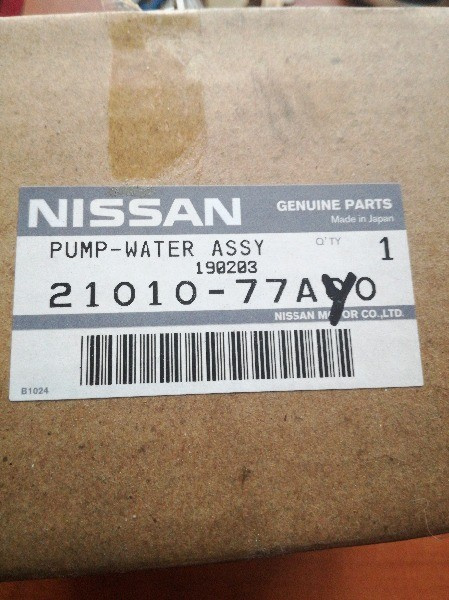 NISSAN
GENUINE PARTS
Made in Japan
PUMP-WATER ASSY
Q'TY
1
190203
21010-77AY0
NISSAN MOTOR CO.,LTD.
B1024